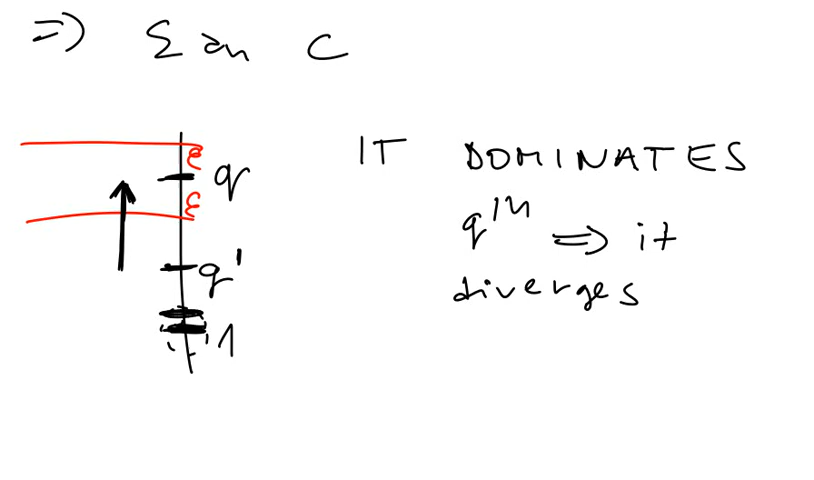 => Σ an C
IT DOMINATES
ε
q
q'^n => it
ε
q'
diverges
1